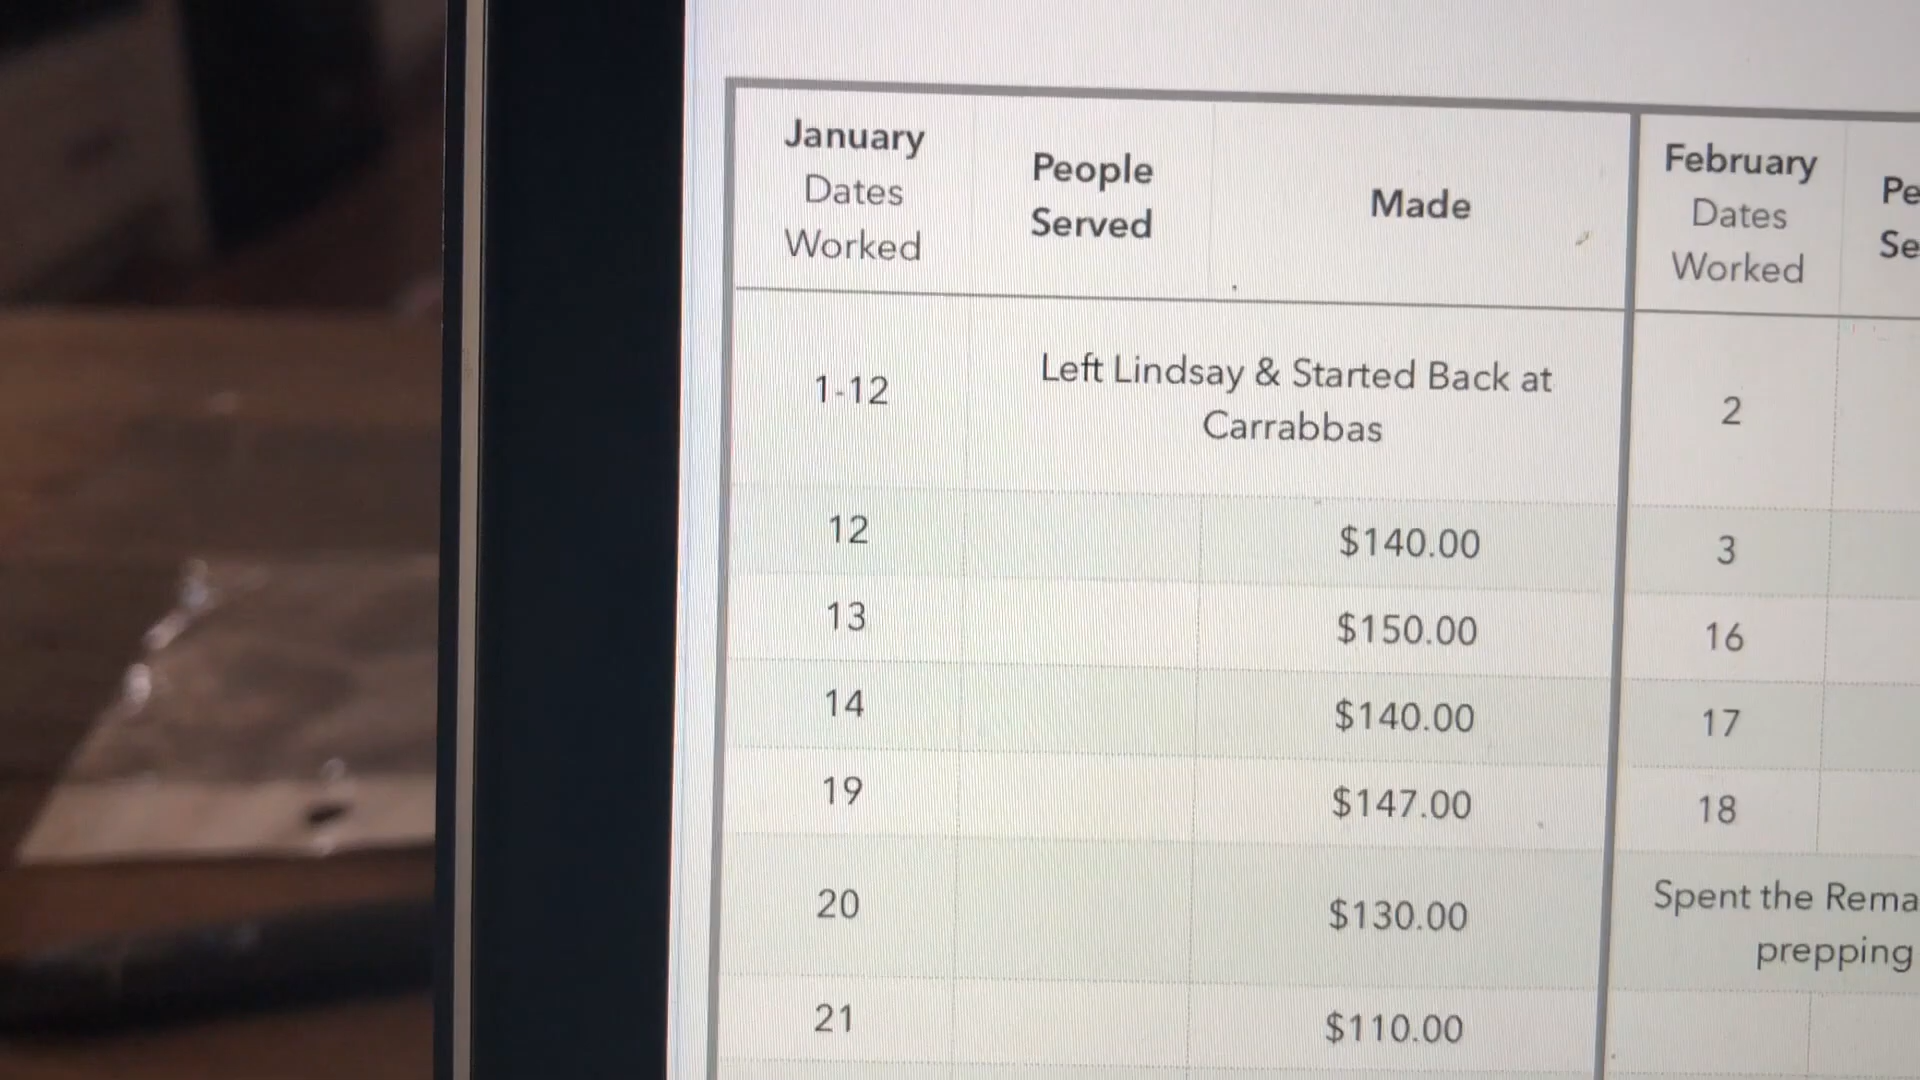 January
Dates
Worked
People
Served
Made
February
Dates
Worked
Pe
Se
1-12
Left Lindsay & Started Back at
Carrabbas
2
12
$140.00
3
13
$150.00
16
14
$140.00
17
19
$147.00
18
20
$130.00
Spent the Rema
prepping
21
$110.00